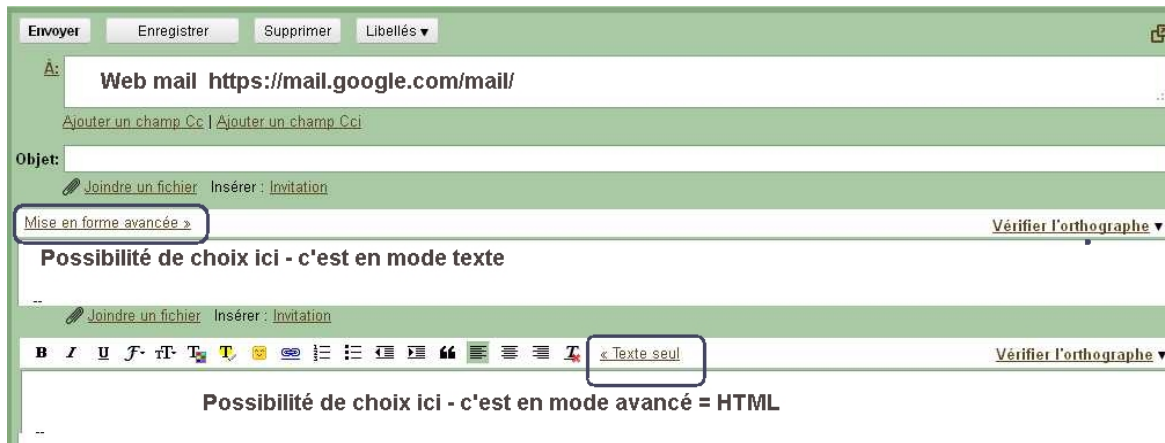 Envoyer Enregistrer Supprimer Libellés ▾
À: Web mail https://mail.google.com/mail/
Ajouter un champ Cc | Ajouter un champ Cci
Objet:
Joindre un fichier Insérer : Invitation
Mise en forme avancée » Vérifier l'orthographe ▾
Possibilité de choix ici - c'est en mode texte
--
Joindre un fichier Insérer : Invitation
B I U F T T T T « Texte seul Vérifier l'orthographe ▾
Possibilité de choix ici - c'est en mode avancé = HTML
--